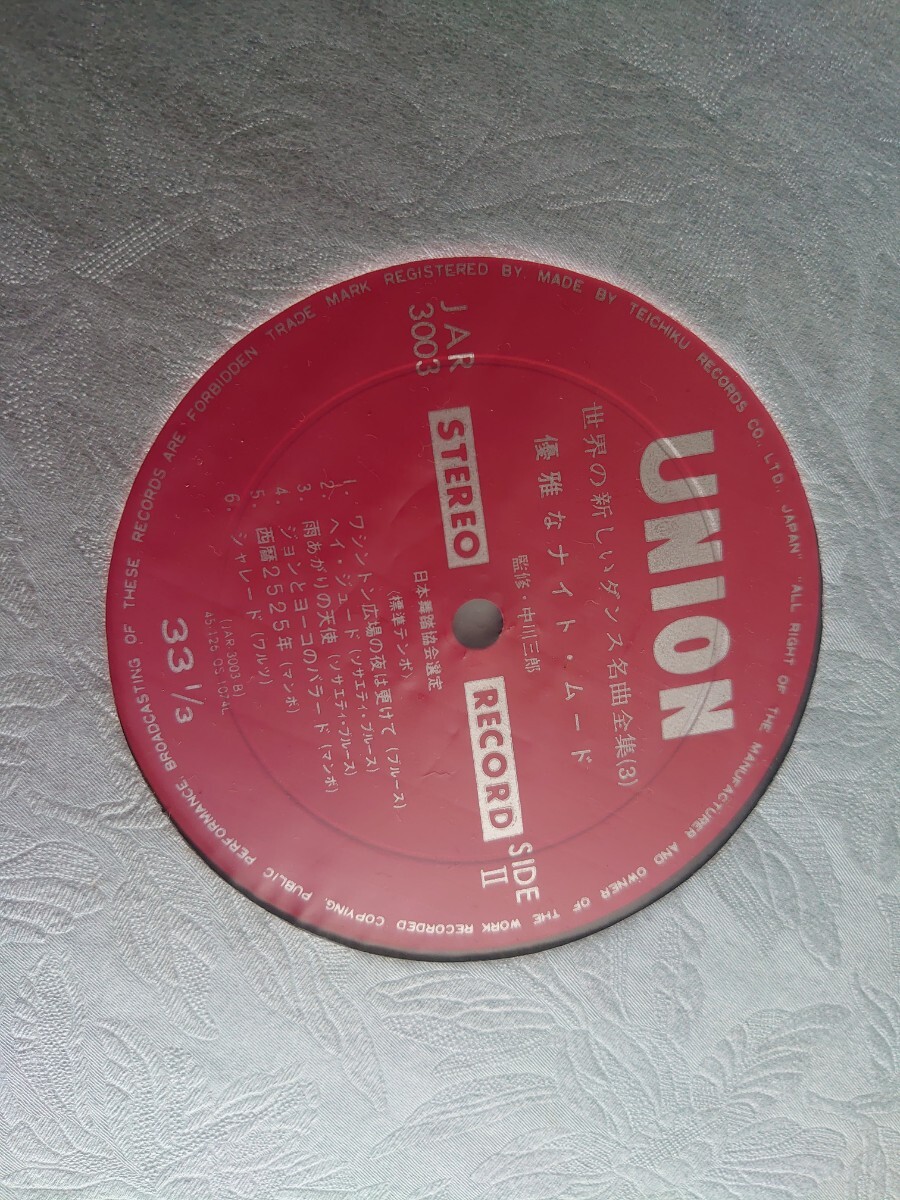 UNION
世界の新しいダンス名曲全集(3)
優雅なナイト・ムード
監修・中川三郎
JAR
3003
STEREO
RECORD
SIDE
II
日本舞踏協会選定
(標準テンポ)
1. ワシントン広場の夜は更けて (ブルース)
2. ヘイ・ジュード (ソサエティ・ブルース)
3. 雨あがりの天使 (ソサエティ・ブルース)
4. ジョンとヨーコのバラード (マンボ)
5. 西暦2525年 (マンボ)
6. シャレード (ワルツ)
(JAR 3003 B)
33 1/3
TRADE MARK REGISTERED BY, MADE BY TEICHIKU RECORDS CO., LTD., JAPAN" "ALL RIGHT OF THE MANUFACTURER AND OWNER OF THE WORK RECORDED COPYING, PUBLIC PERFORMANCE, BROADCASTING OF THESE RECORDS ARE FORBIDDEN